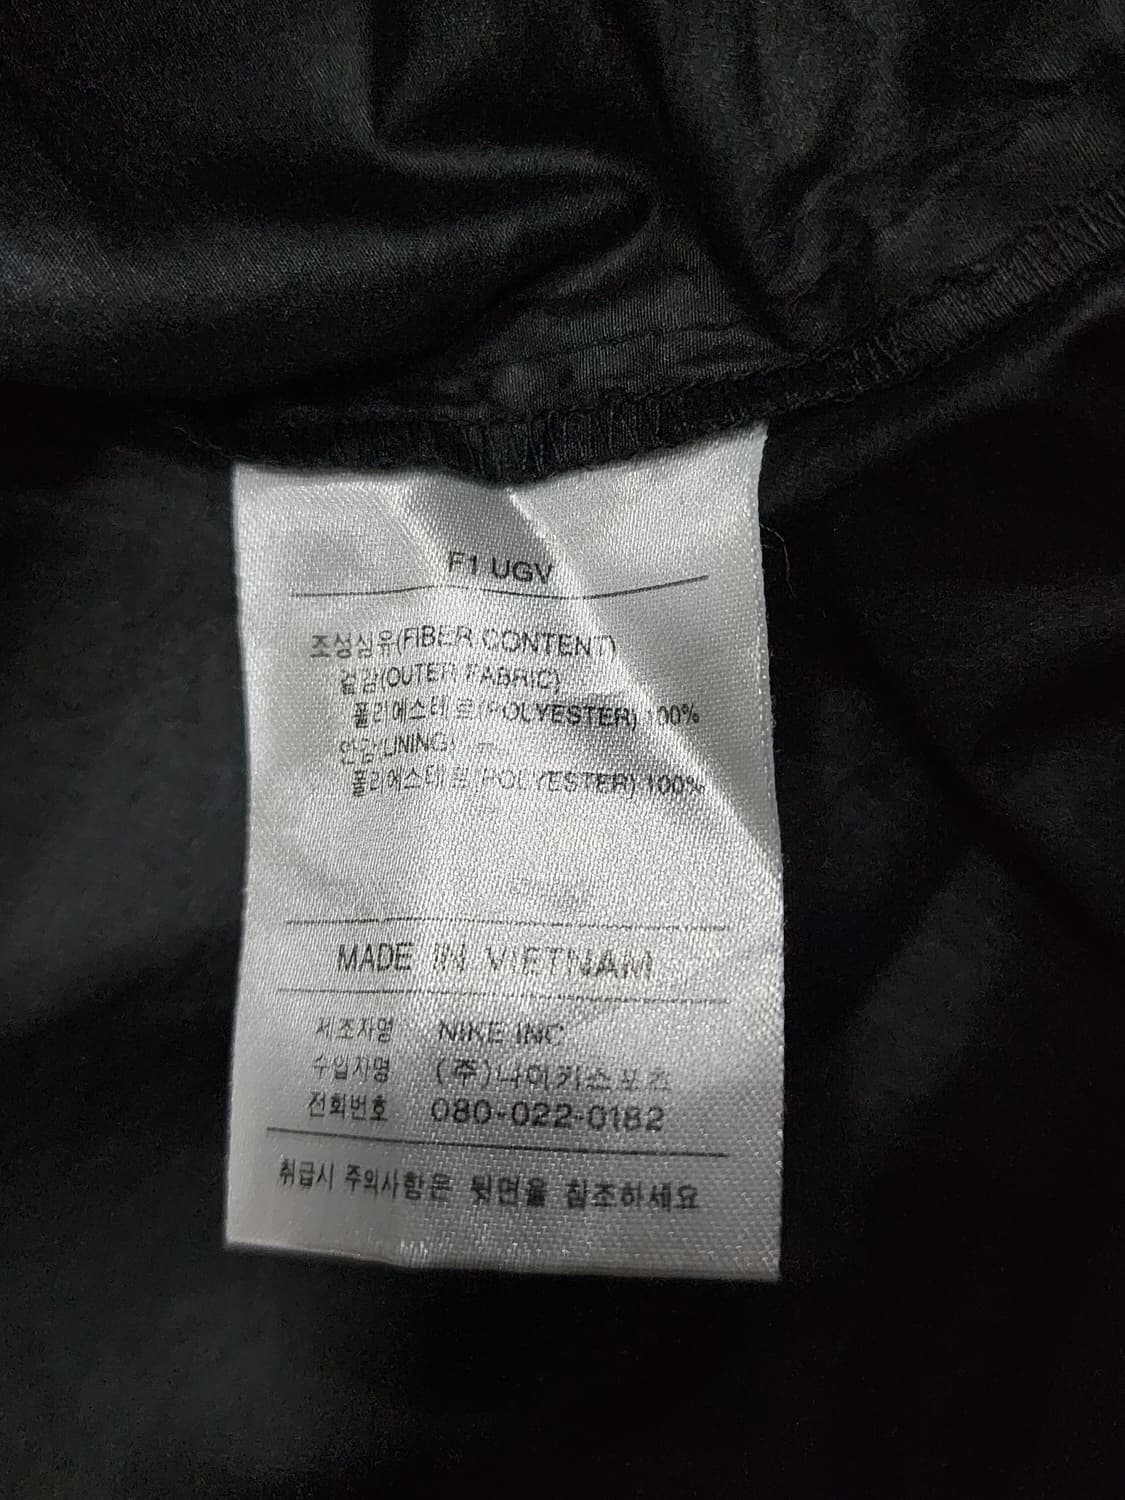 F1 UGV
조성섬유(FIBER CONTENT)
겉감(OUTER FABRIC)
폴리에스테르(POLYESTER) 100%
안감(LINING)
폴리에스테르(POLYESTER) 100%
MADE IN VIETNAM
제조자명 NIKE INC
수입자명 (주)나이키스포츠
전화번호 080-022-0182
취급시 주의사항은 뒷면을 참조하세요